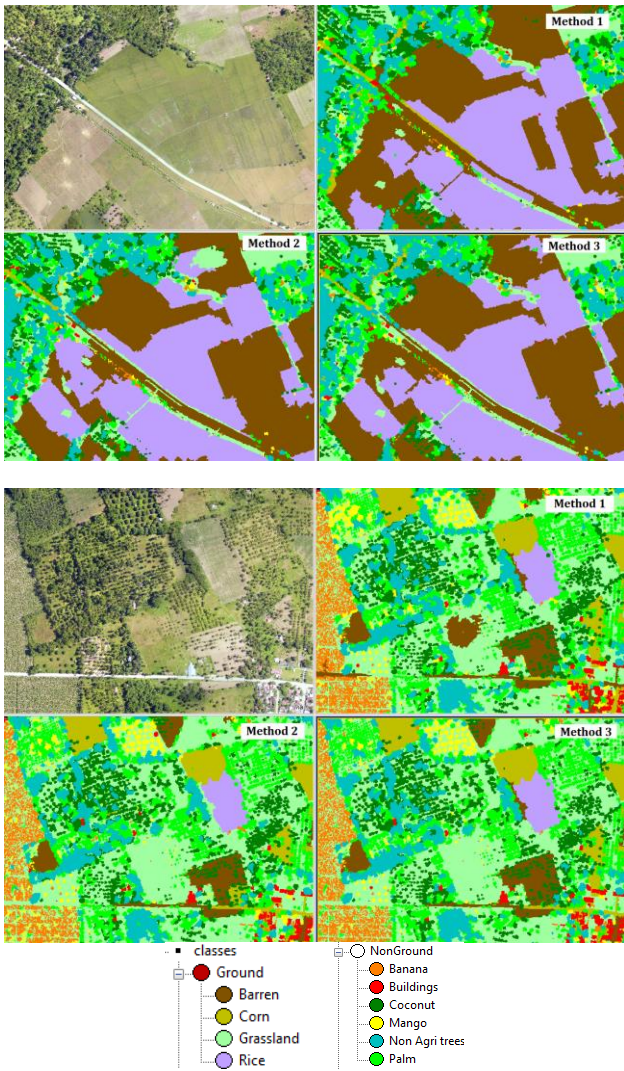 Method 1
Method 2
Method 3
Method 1
Method 2
Method 3
classes
Ground
Barren
Corn
Grassland
Rice
NonGround
Banana
Buildings
Coconut
Mango
Non Agri trees
Palm